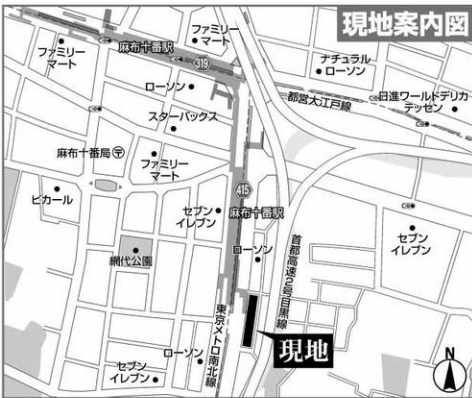 現地案内図
ファミリー
マート
ファミリー
マート
麻布十番駅
319
ローソン
ナチュラル
ローソン
都営大江戸線
日進ワールドデリカ
テッセン
スターバックス
麻布十番局
ファミリー
マート
ピカール
415
麻布十番駅
セブン
イレブン
セブン
イレブン
網代公園
ローソン
首都高速2号目黒線
東京メトロ南北線
現地
ローソン
セブン
イレブン
N